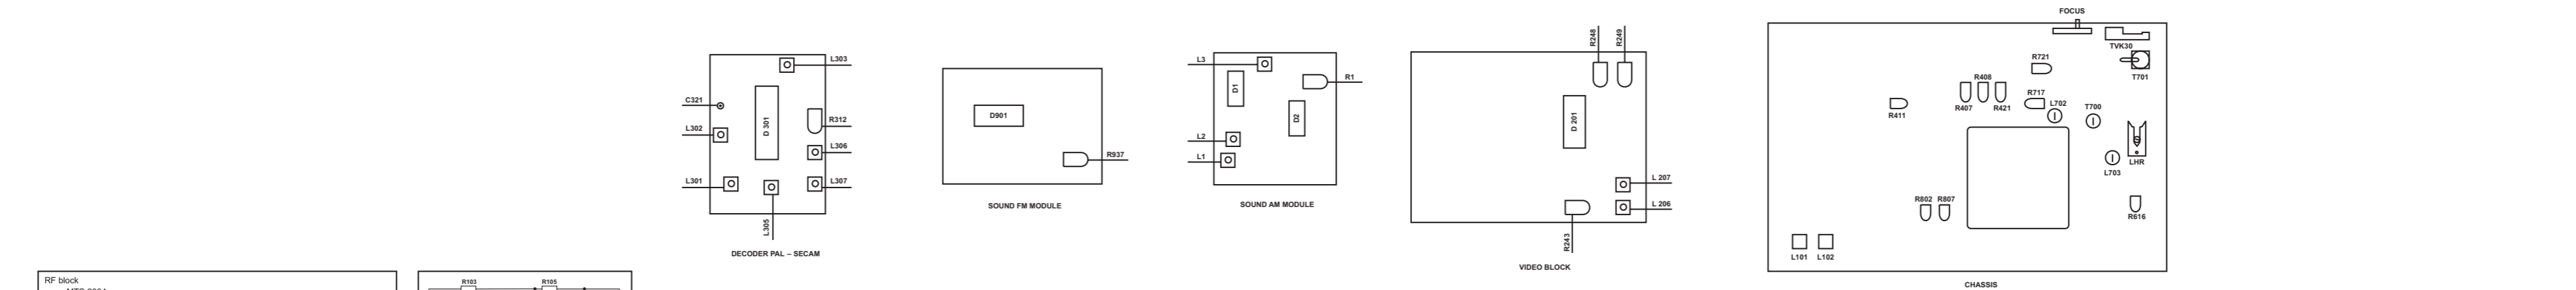 L303
C321
D 301
R312
L302
L306
L301
L307
L305
DECODER PAL – SECAM
D901
R937
SOUND FM MODULE
L3
D1
R1
D2
L2
L1
SOUND AM MODULE
R248
R249
D 201
L 207
L 206
R243
VIDEO BLOCK
FOCUS
TVK30
R721
T701
R408
R717
L702
T700
R407
R421
R411
LHR
L703
R802
R807
R616
L101
L102
CHASSIS
RF block
R103
R105